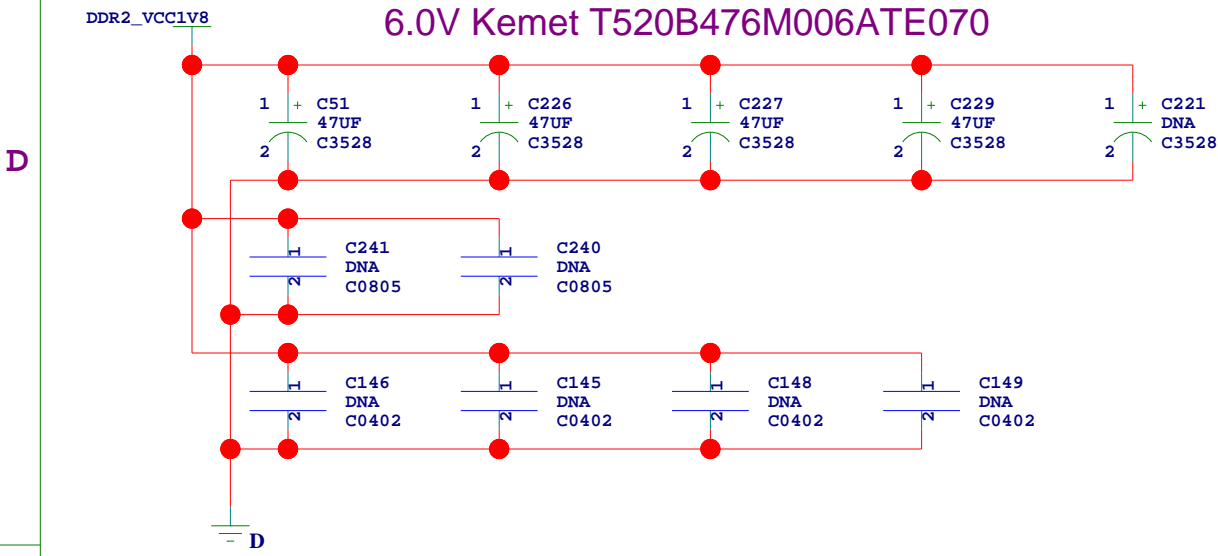 DDR2_VCC1V8
6.0V Kemet T520B476M006ATE070
1 + C51
47UF
2 C3528
1 + C226
47UF
2 C3528
1 + C227
47UF
2 C3528
1 + C229
47UF
2 C3528
1 + C221
DNA
2 C3528
D
1 C241
DNA
2 C0805
1 C240
DNA
2 C0805
1 C146
DNA
2 C0402
1 C145
DNA
2 C0402
1 C148
DNA
2 C0402
1 C149
DNA
2 C0402
D